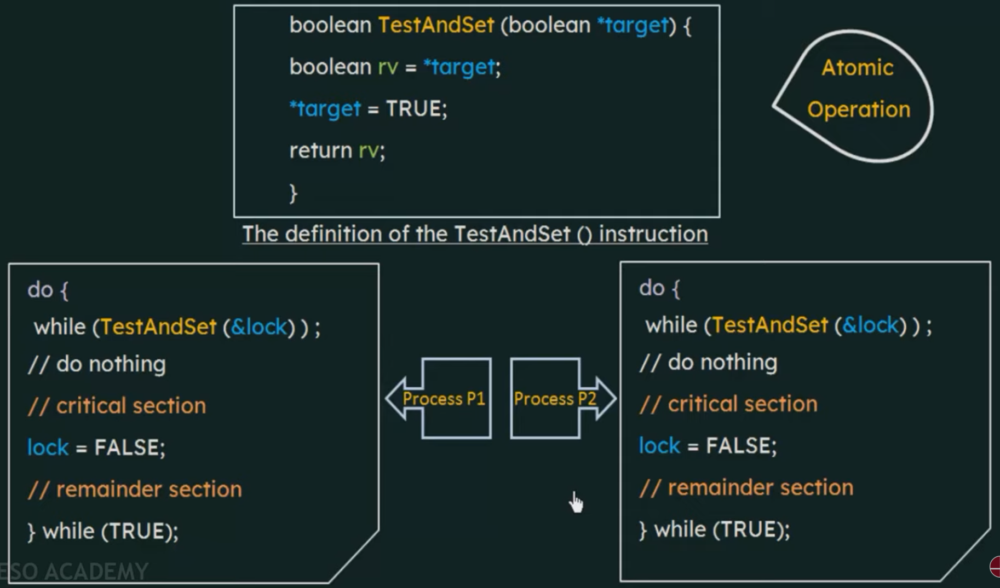 boolean TestAndSet (boolean *target) {
boolean rv = *target;
*target = TRUE;
return rv;
}
Atomic
Operation
The definition of the TestAndSet () instruction
do {
while (TestAndSet (&lock) ) ;
// do nothing
// critical section
lock = FALSE;
// remainder section
} while (TRUE);
Process P1
Process P2
do {
while (TestAndSet (&lock) ) ;
// do nothing
// critical section
lock = FALSE;
// remainder section
} while (TRUE);
ESO ACADEMY